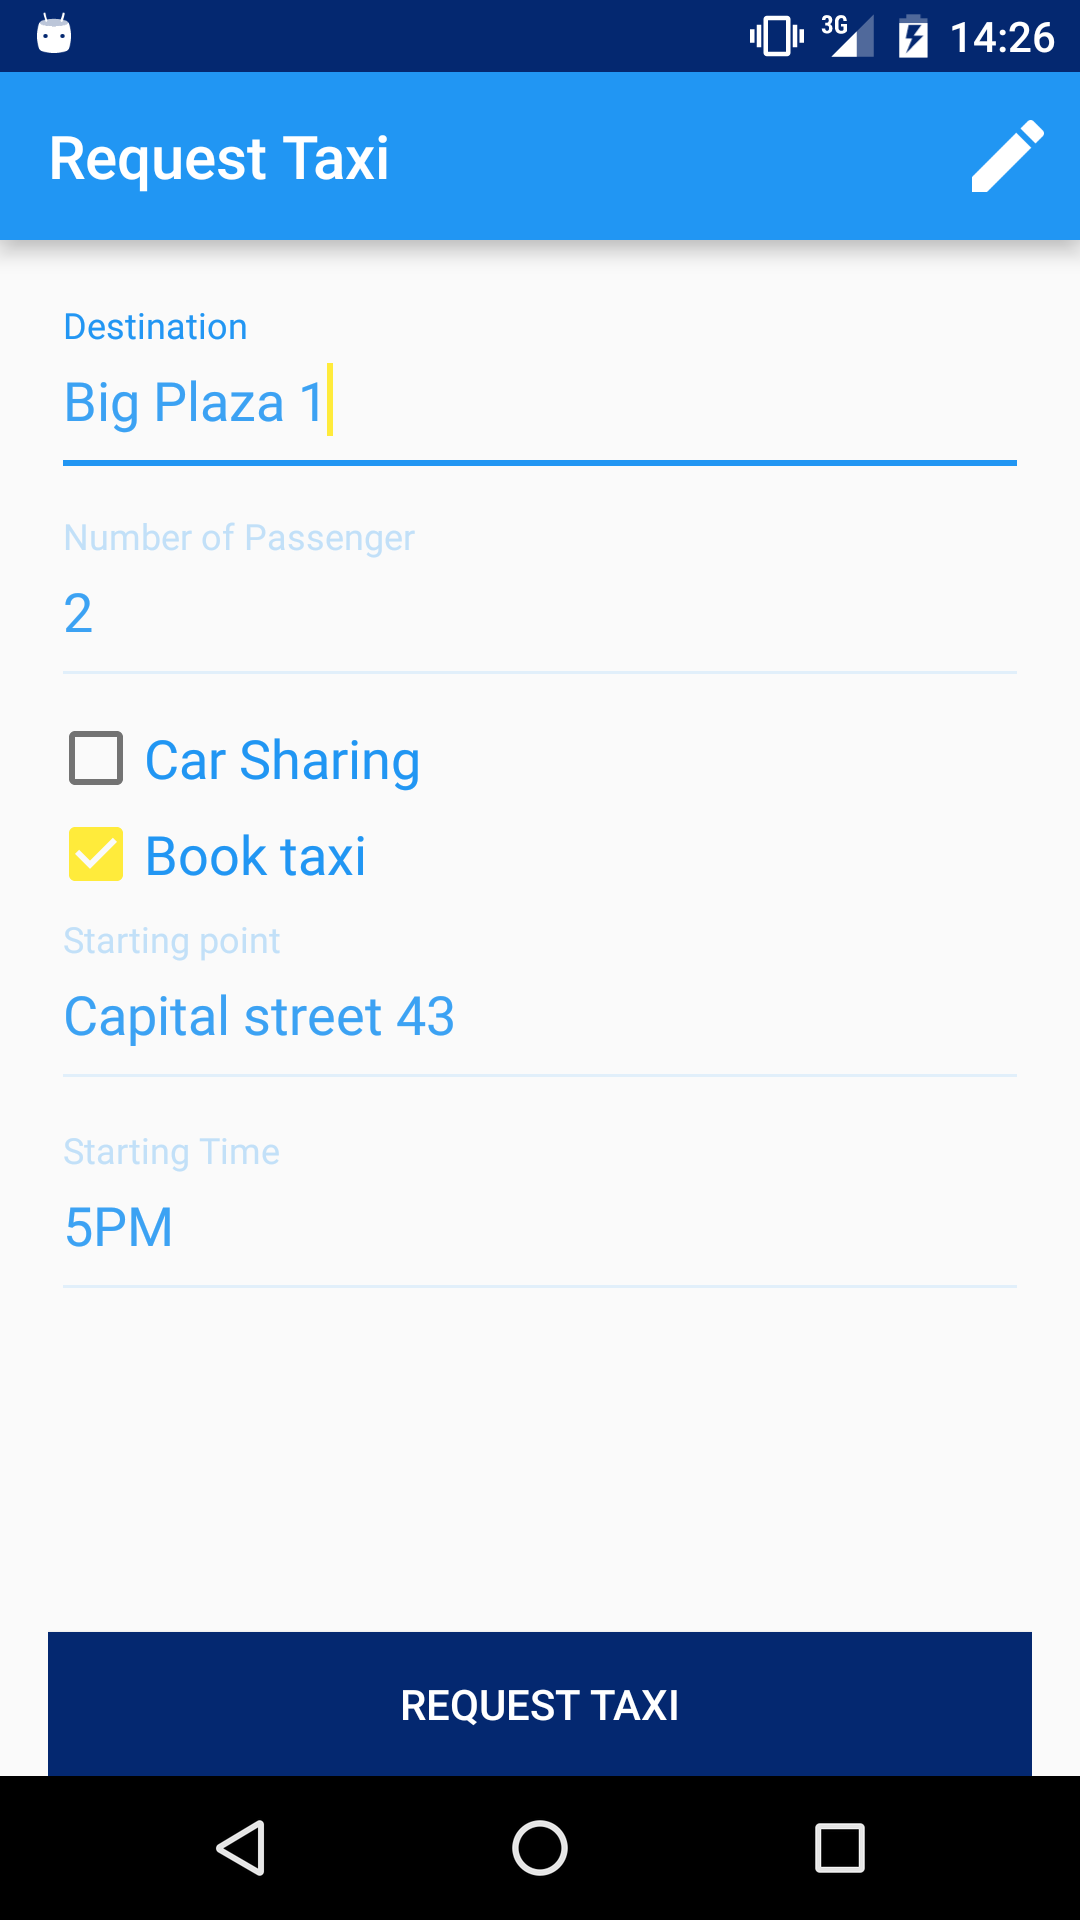 3G 14:26
Request Taxi
Destination
Big Plaza 1
Number of Passenger
2
Car Sharing
Book taxi
Starting point
Capital street 43
Starting Time
5PM
REQUEST TAXI